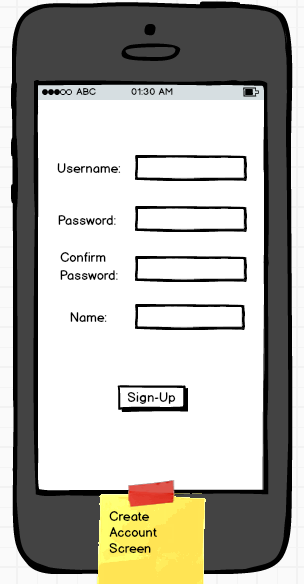 ABC 01:30 AM
Username:
Password:
Confirm
Password:
Name:
Sign-Up
Create
Account
Screen